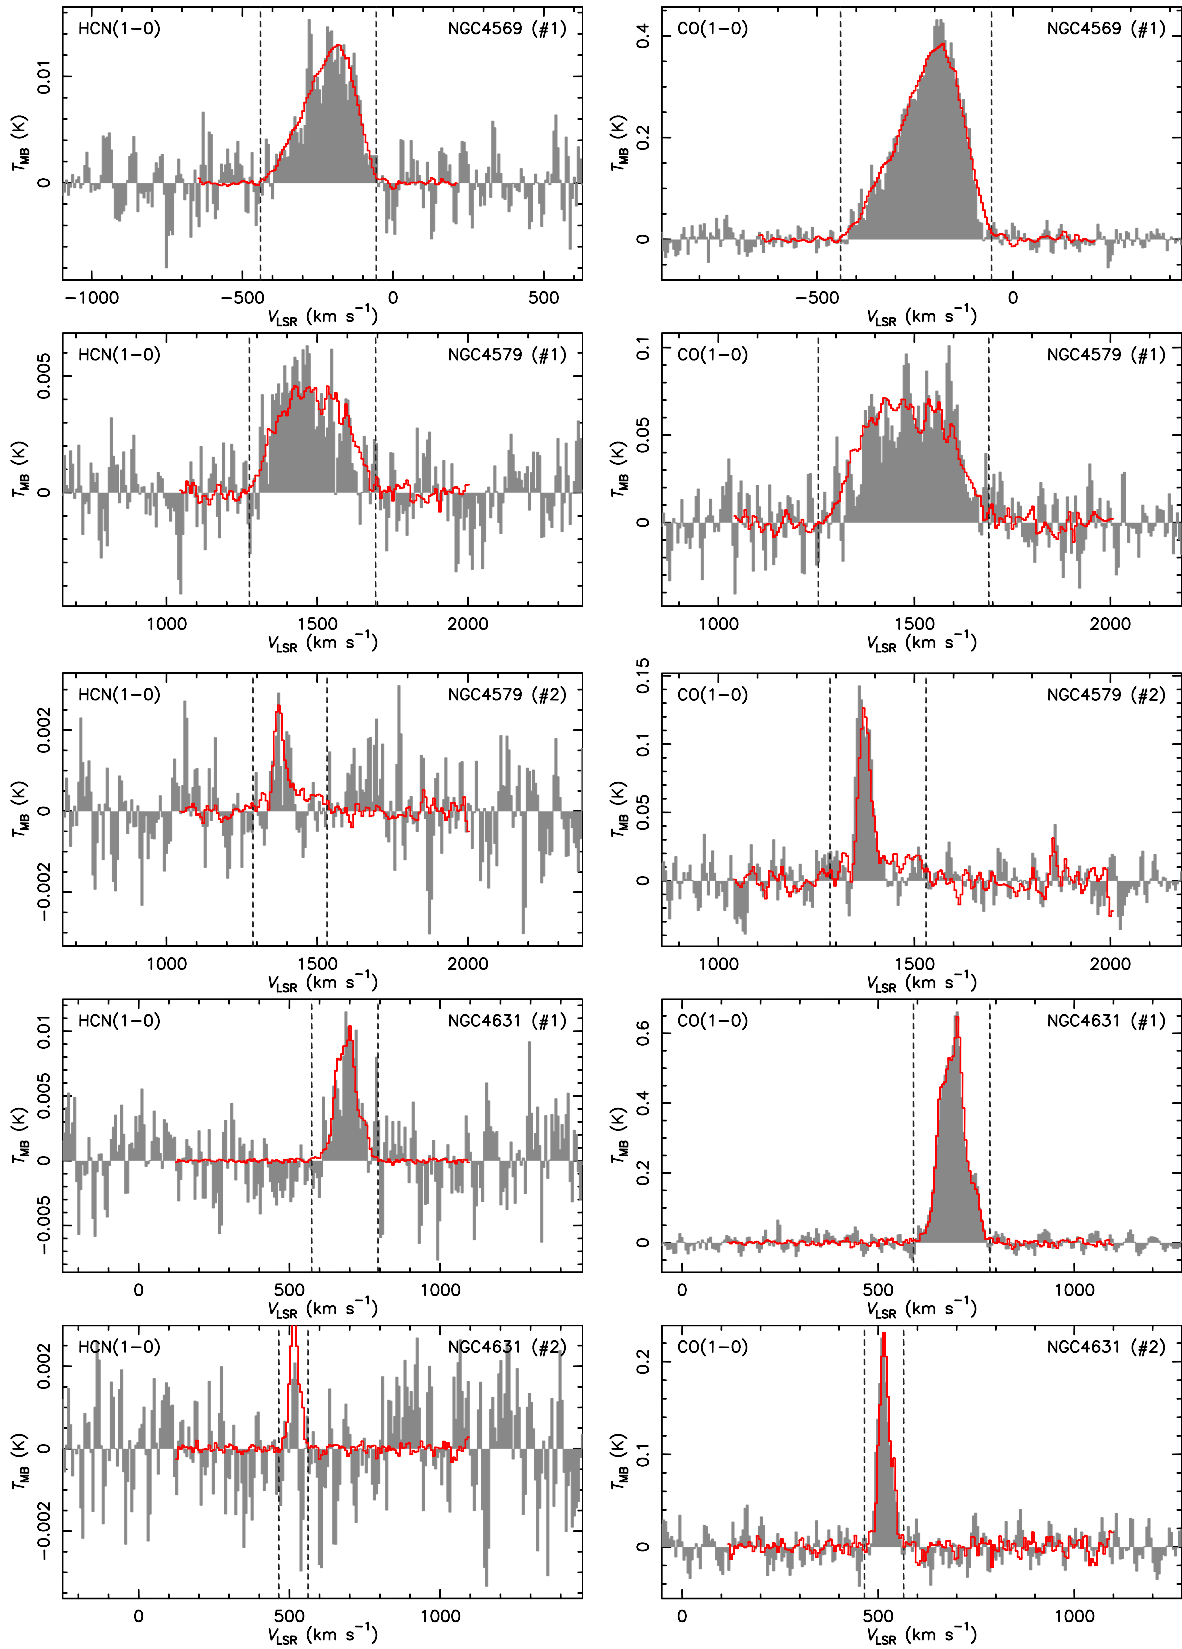 HCN(1−0) NGC4569 (#1)
0.01
0
T_MB (K)
−1000 −500 0 500
V_LSR (km s⁻¹)
CO(1−0) NGC4569 (#1)
0.4
0.2
0
T_MB (K)
−500 0
V_LSR (km s⁻¹)
HCN(1−0) NGC4579 (#1)
0.005
0
T_MB (K)
1000 1500 2000
V_LSR (km s⁻¹)
CO(1−0) NGC4579 (#1)
0.1
0.05
0
T_MB (K)
1000 1500 2000
V_LSR (km s⁻¹)
HCN(1−0) NGC4579 (#2)
0.002
0
−0.002
T_MB (K)
1000 1500 2000
V_LSR (km s⁻¹)
CO(1−0) NGC4579 (#2)
0.15
0.1
0.05
0
T_MB (K)
1000 1500 2000
V_LSR (km s⁻¹)
HCN(1−0) NGC4631 (#1)
0.01
0.005
0
−0.005
T_MB (K)
0 500 1000
V_LSR (km s⁻¹)
CO(1−0) NGC4631 (#1)
0.6
0.4
0.2
0
T_MB (K)
0 500 1000
V_LSR (km s⁻¹)
HCN(1−0) NGC4631 (#2)
0.002
0
−0.002
T_MB (K)
0 500 1000
V_LSR (km s⁻¹)
CO(1−0) NGC4631 (#2)
0.2
0.1
0
T_MB (K)
0 500 1000
V_LSR (km s⁻¹)